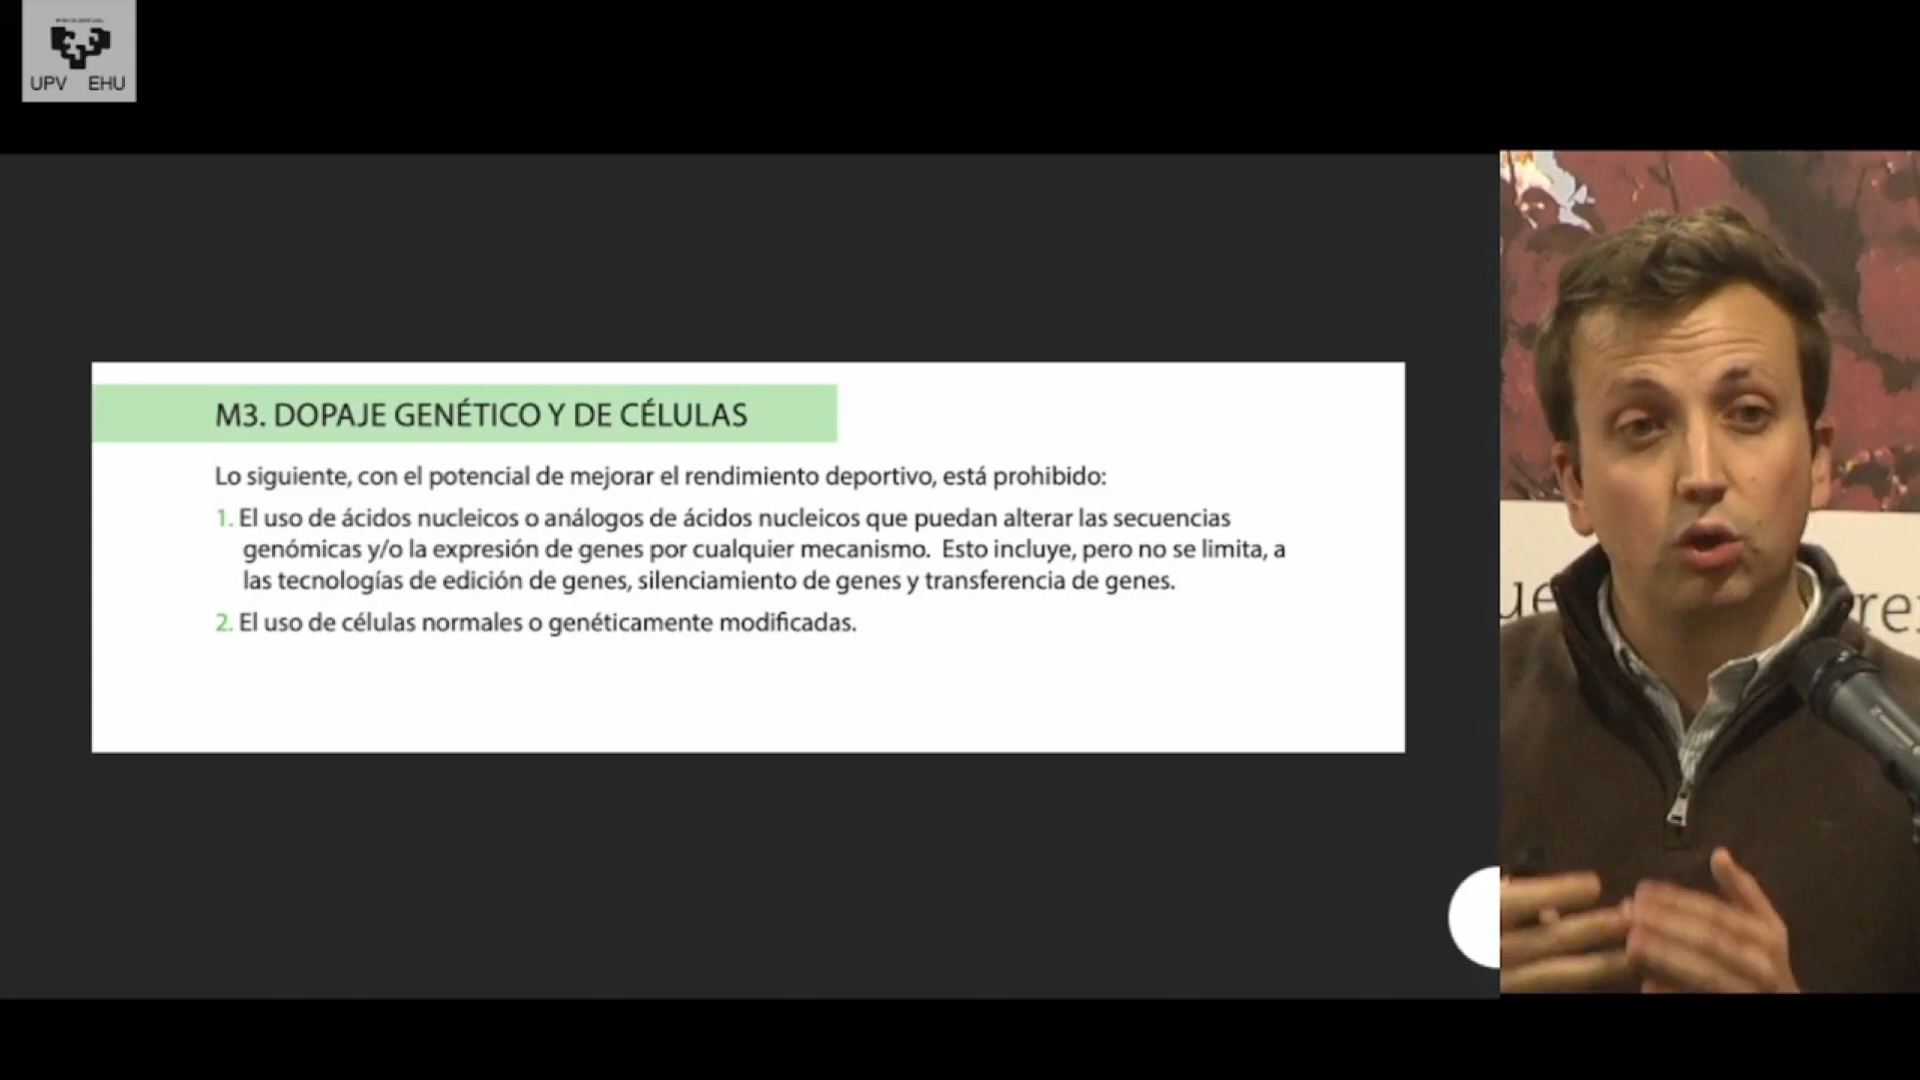 UPV EHU
M3. DOPAJE GENÉTICO Y DE CÉLULAS
Lo siguiente, con el potencial de mejorar el rendimiento deportivo, está prohibido:
1. El uso de ácidos nucleicos o análogos de ácidos nucleicos que puedan alterar las secuencias
genómicas y/o la expresión de genes por cualquier mecanismo. Esto incluye, pero no se limita, a
las tecnologías de edición de genes, silenciamiento de genes y transferencia de genes.
2. El uso de células normales o genéticamente modificadas.